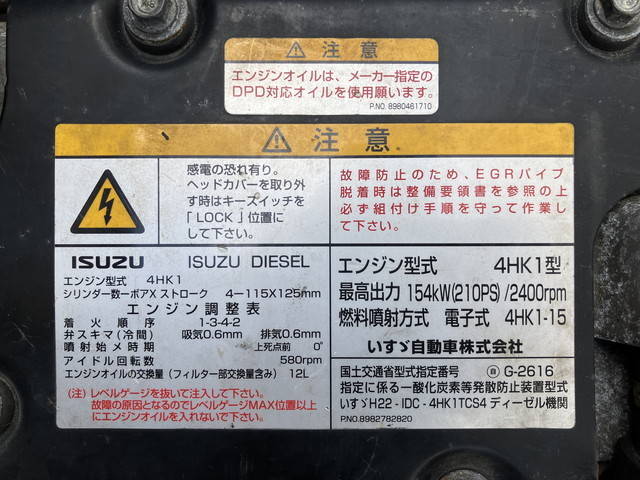 ⚠ 注意
エンジンオイルは、メーカー指定の
DPD対応オイルを使用願います。
P.NO. 8980461710
⚠ 注意
感電の恐れ有り。
ヘッドカバーを取り外
す時はキースイッチを
「LOCK」位置に
して下さい。
故障防止のため、EGRパイプ
脱着時は整備要領書を参照の上
必ず組付け手順を守って作業し
て下さい。
ISUZU ISUZU DIESEL
エンジン型式 4HK1
シリンダー数ーボアX ストローク 4ー115X125mm
エンジン調整表
着火順序 1-3-4-2
弁スキマ(冷間) 吸気0.6mm 排気0.6mm
噴射始め時期 上死点前 0°
アイドル回転数 580rpm
エンジンオイルの交換量(フィルター部交換量含み) 12L
(注) レベルゲージを抜いて注入して下さい。
故障の原因となるのでレベルゲージMAX位置以上
にエンジンオイルを入れないで下さい。
エンジン型式 4HK1型
最高出力 154kW(210PS)/2400rpm
燃料噴射方式 電子式 4HK1-15
いすゞ自動車株式会社
国土交通省型式指定番号 G-2616
指定に係る一酸化炭素等発散防止装置型式
いすゞH22-IDC-4HK1TCS4 ディーゼル機関
P.NO.8982782820